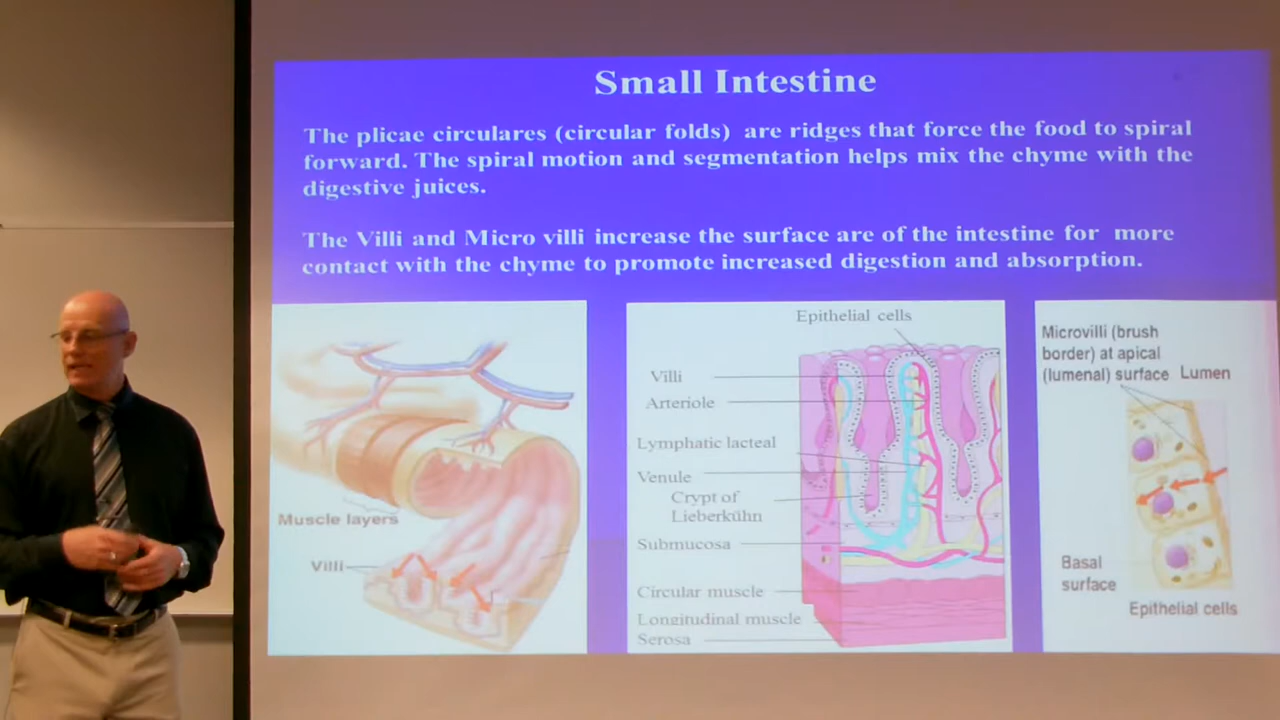 Small Intestine
The plicae circulares (circular folds) are ridges that force the food to spiral
forward. The spiral motion and segmentation helps mix the chyme with the
digestive juices.
The Villi and Micro villi increase the surface are of the intestine for more
contact with the chyme to promote increased digestion and absorption.
Muscle layers
Villi
Epithelial cells
Villi
Arteriole
Lymphatic lacteal
Venule
Crypt of
Lieberkühn
Submucosa
Circular muscle
Longitudinal muscle
Serosa
Microvilli (brush
border) at apical
(lumenal) surface
Lumen
Basal
surface
Epithelial cells